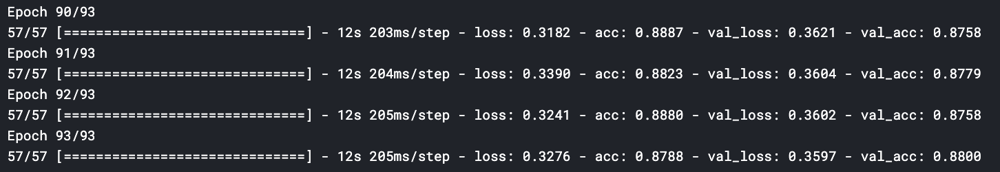 Epoch 90/93
57/57 [==============================] - 12s 203ms/step - loss: 0.3182 - acc: 0.8887 - val_loss: 0.3621 - val_acc: 0.8758
Epoch 91/93
57/57 [==============================] - 12s 204ms/step - loss: 0.3390 - acc: 0.8823 - val_loss: 0.3604 - val_acc: 0.8779
Epoch 92/93
57/57 [==============================] - 12s 205ms/step - loss: 0.3241 - acc: 0.8880 - val_loss: 0.3602 - val_acc: 0.8758
Epoch 93/93
57/57 [==============================] - 12s 205ms/step - loss: 0.3276 - acc: 0.8788 - val_loss: 0.3597 - val_acc: 0.8800